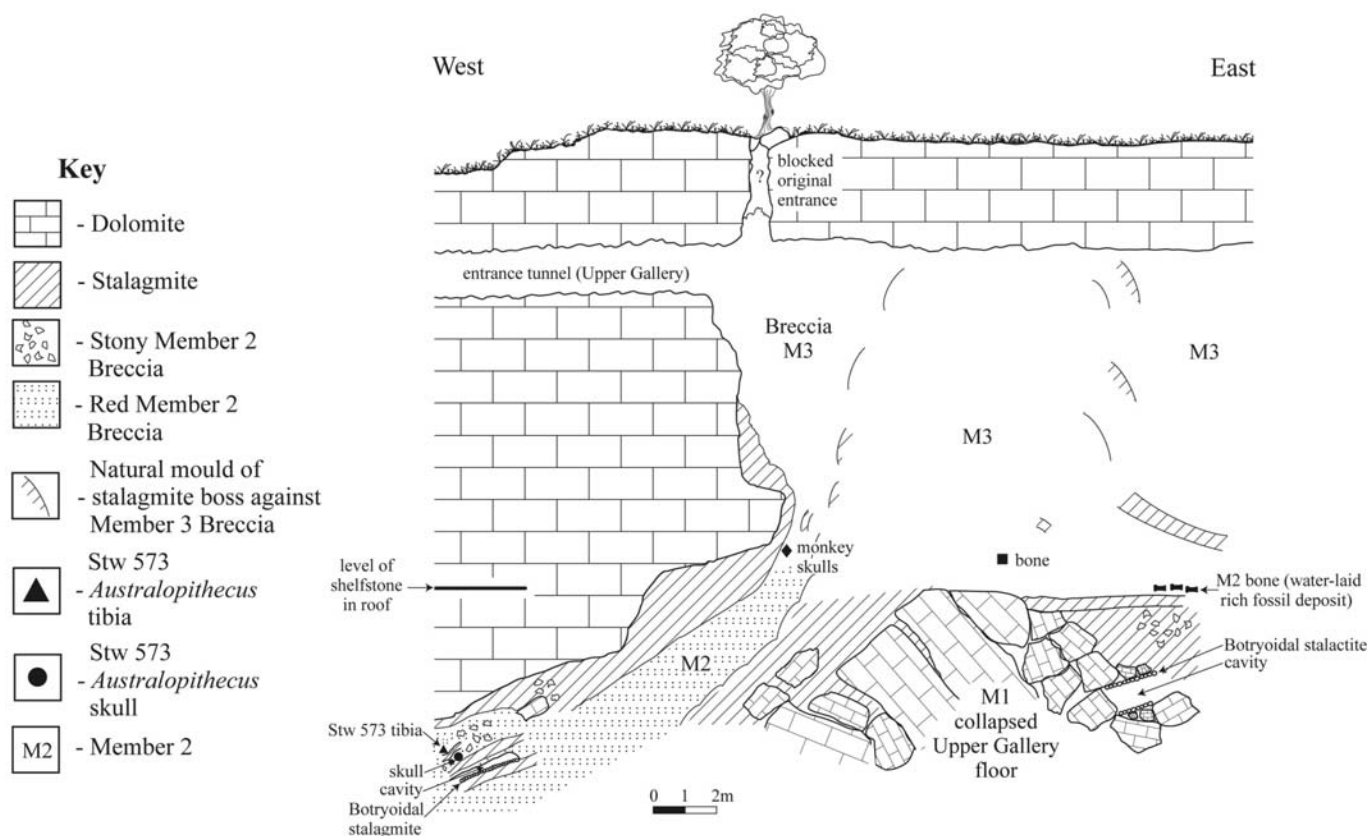 West
East
Key
- Dolomite
- Stalagmite
- Stony Member 2
Breccia
- Red Member 2
Breccia
Natural mould of
- stalagmite boss against
Member 3 Breccia
Stw 573
- Australopithecus
tibia
Stw 573
- Australopithecus
skull
M2
- Member 2
?
blocked
original
entrance
entrance tunnel (Upper Gallery)
Breccia
M3
M3
M3
level of
shelfstone
in roof
monkey
skulls
bone
M2 bone (water-laid
rich fossil deposit)
Botryoidal stalactite
cavity
M2
M1
collapsed
Upper Gallery
floor
Stw 573 tibia
skull
cavity
Botryoidal
stalagmite
0 1 2m